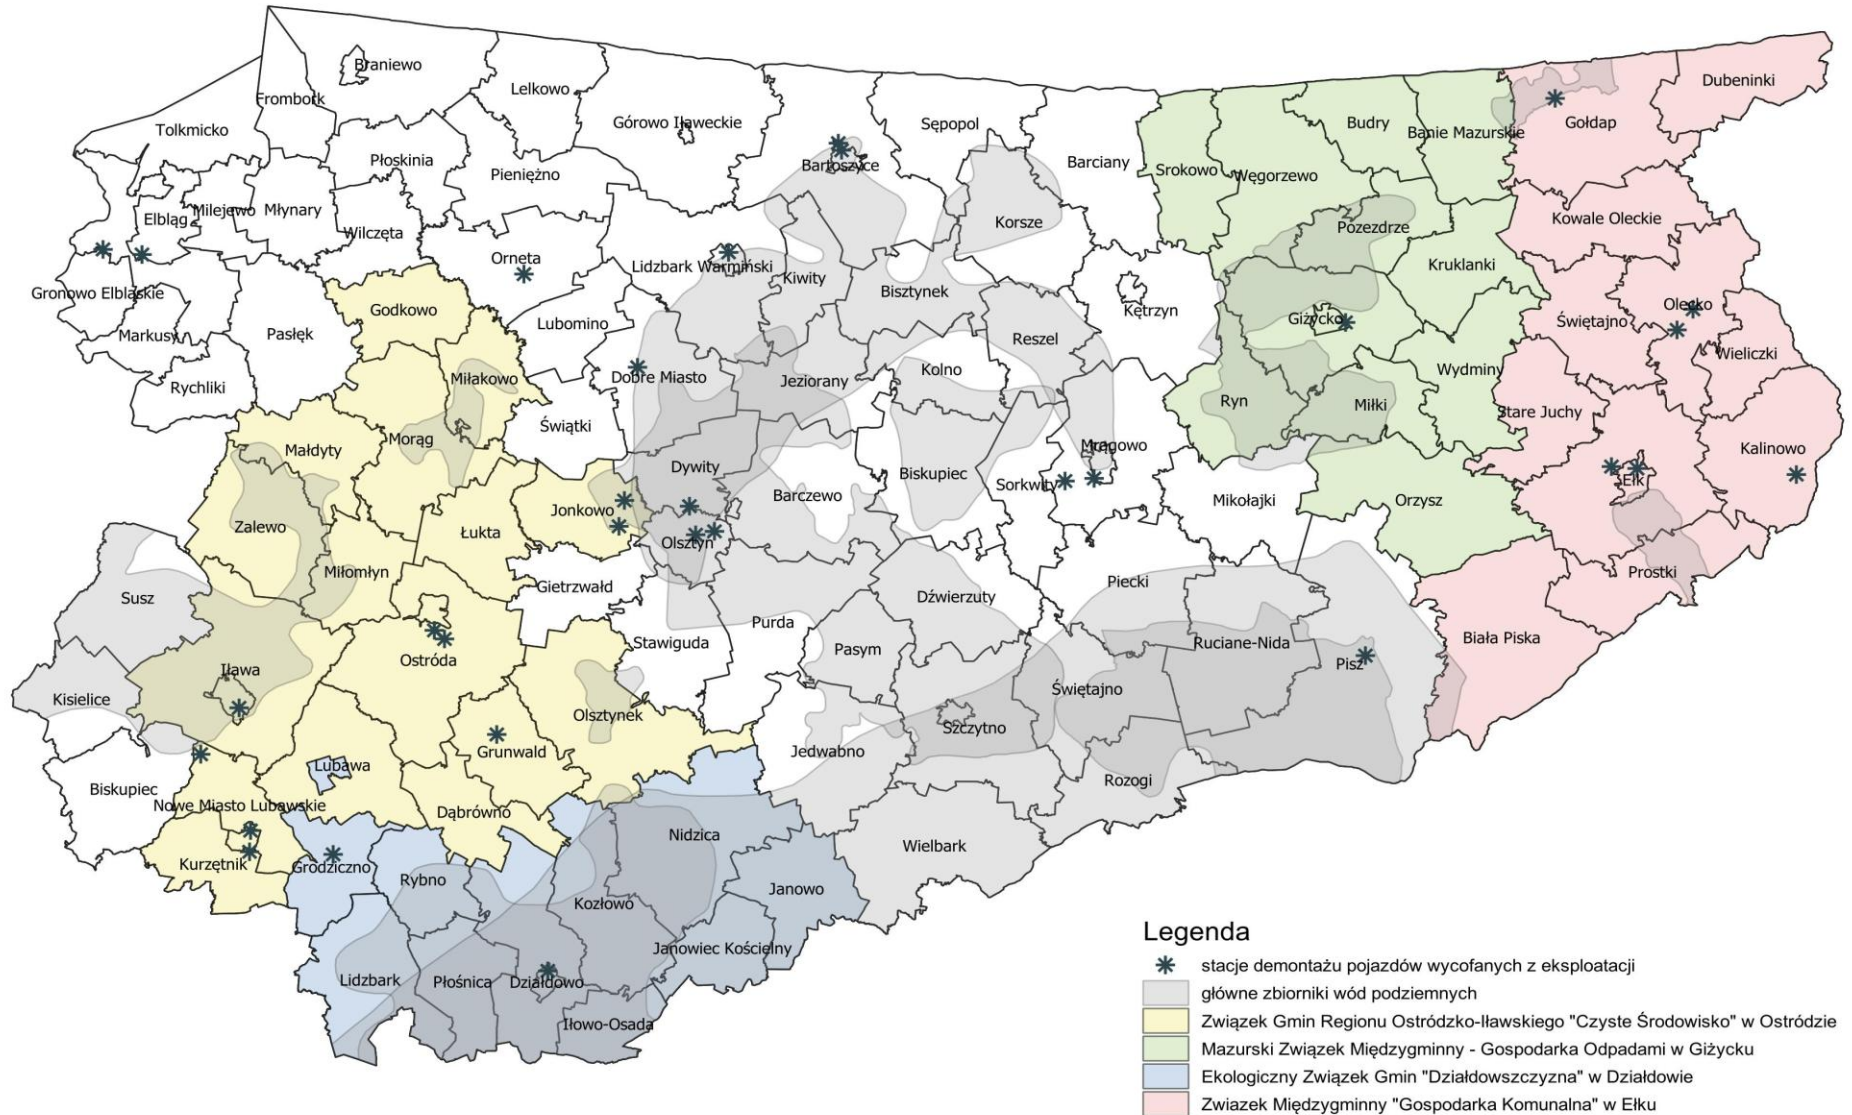 Braniewo
Lelkowo
Frombork
Tolkmicko
Górowo Iławeckie
Sępopol
Dubeninki
Budry
Banie Mazurskie
Gołdap
Płoskinia
Pieniężno
Bartoszyce
Barciany
Srokowo
Węgorzewo
Elbląg
Milejewo
Młynary
Wilczęta
Korsze
Pozezdrze
Kowale Oleckie
Orneta
Lidzbark Warmiński
Kiwity
Bisztynek
Kruklanki
Gronowo Elbląskie
Godkowo
Kętrzyn
Giżycko
Olecko
Markusy
Pasłęk
Lubomino
Reszel
Świętajno
Wieliczki
Rychliki
Miłakowo
Dobre Miasto
Jeziorany
Kolno
Wydminy
Ryn
Miłki
Stare Juchy
Świątki
Małdyty
Morąg
Mrągowo
Kalinowo
Dywity
Biskupiec
Sorkwity
Ełk
Barczewo
Mikołajki
Orzysz
Jonkowo
Zalewo
Łukta
Olsztyn
Miłomłyn
Gietrzwałd
Piecki
Prostki
Susz
Dźwierzuty
Purda
Stawiguda
Biała Piska
Ostróda
Pasym
Ruciane-Nida
Pisz
Iława
Kisielice
Świętajno
Olsztynek
Szczytno
Grunwald
Jedwabno
Lubawa
Rozogi
Biskupiec
Nowe Miasto Lubawskie
Dąbrówno
Nidzica
Wielbark
Kurzętnik
Grodziczno
Rybno
Janowo
Kozłowo
Janowiec Kościelny
Lidzbark
Płośnica
Działdowo
Iłowo-Osada
Legenda
stacje demontażu pojazdów wycofanych z eksploatacji
główne zbiorniki wód podziemnych
Związek Gmin Regionu Ostródzko-Iławskiego "Czyste Środowisko" w Ostródzie
Mazurski Związek Międzygminny - Gospodarka Odpadami w Giżycku
Ekologiczny Związek Gmin "Działdowszczyzna" w Działdowie
Zwiazek Międzygminny "Gospodarka Komunalna" w Ełku